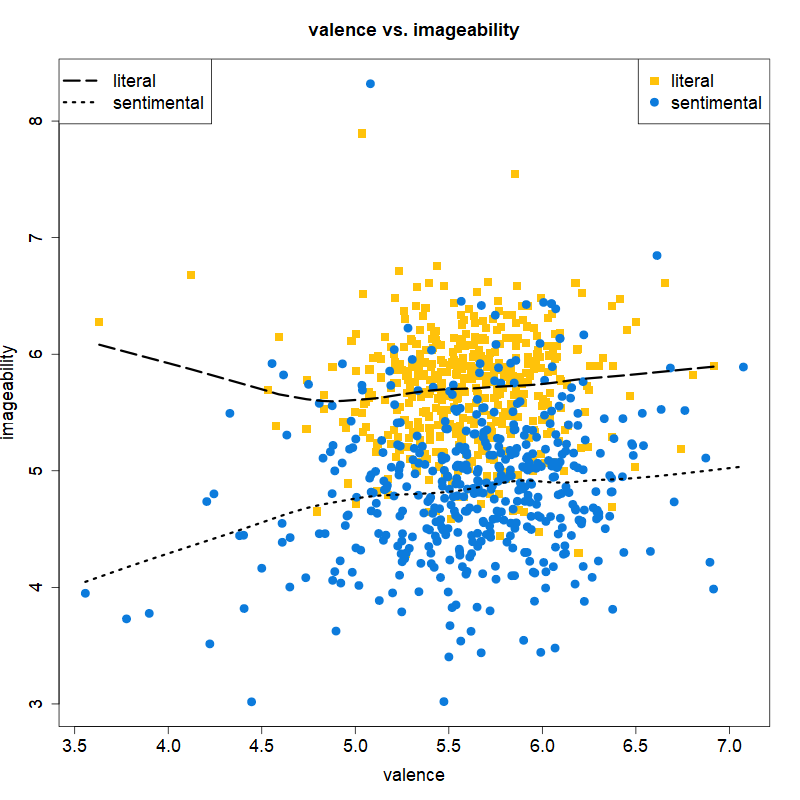 valence vs. imageability
literal
sentimental
literal
sentimental
8
7
6
5
4
3
imageability
3.5 4.0 4.5 5.0 5.5 6.0 6.5 7.0
valence